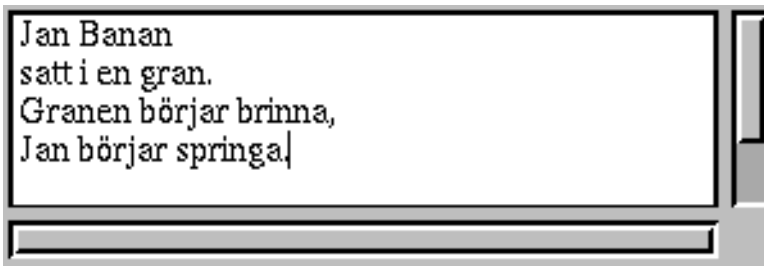 Jan Banan
satt i en gran.
Granen börjar brinna,
Jan börjar springa.